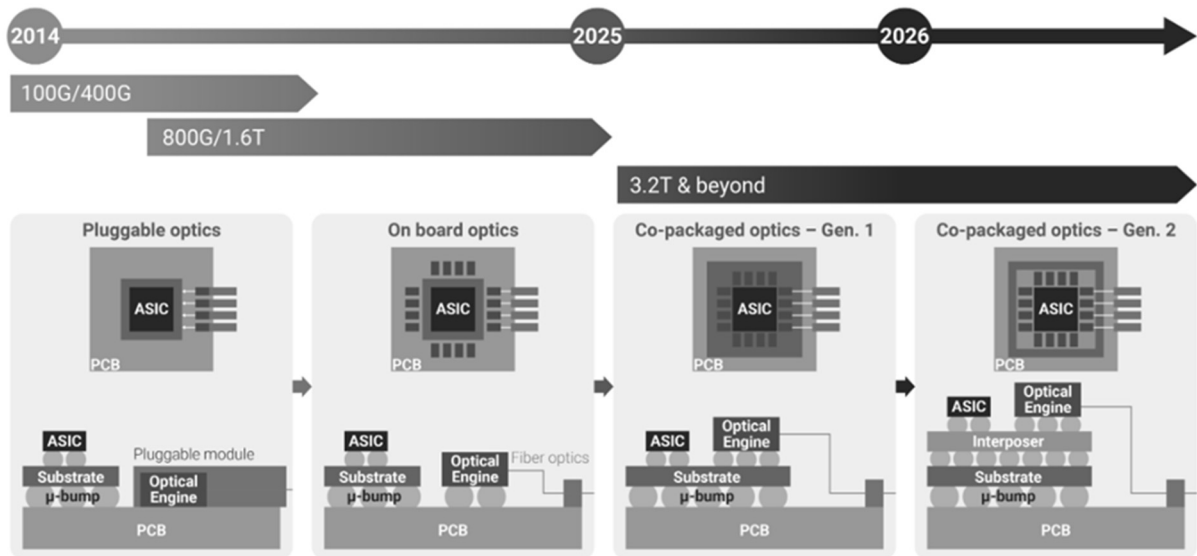 2014
2025
2026
100G/400G
800G/1.6T
3.2T & beyond
Pluggable optics
ASIC
PCB
ASIC
Pluggable module
Substrate
Optical
Engine
μ-bump
PCB
On board optics
ASIC
PCB
ASIC
Optical
Engine
Fiber optics
Substrate
μ-bump
PCB
Co-packaged optics – Gen. 1
ASIC
PCB
Optical
Engine
ASIC
Substrate
μ-bump
PCB
Co-packaged optics – Gen. 2
ASIC
PCB
Optical
Engine
ASIC
Interposer
Substrate
μ-bump
PCB